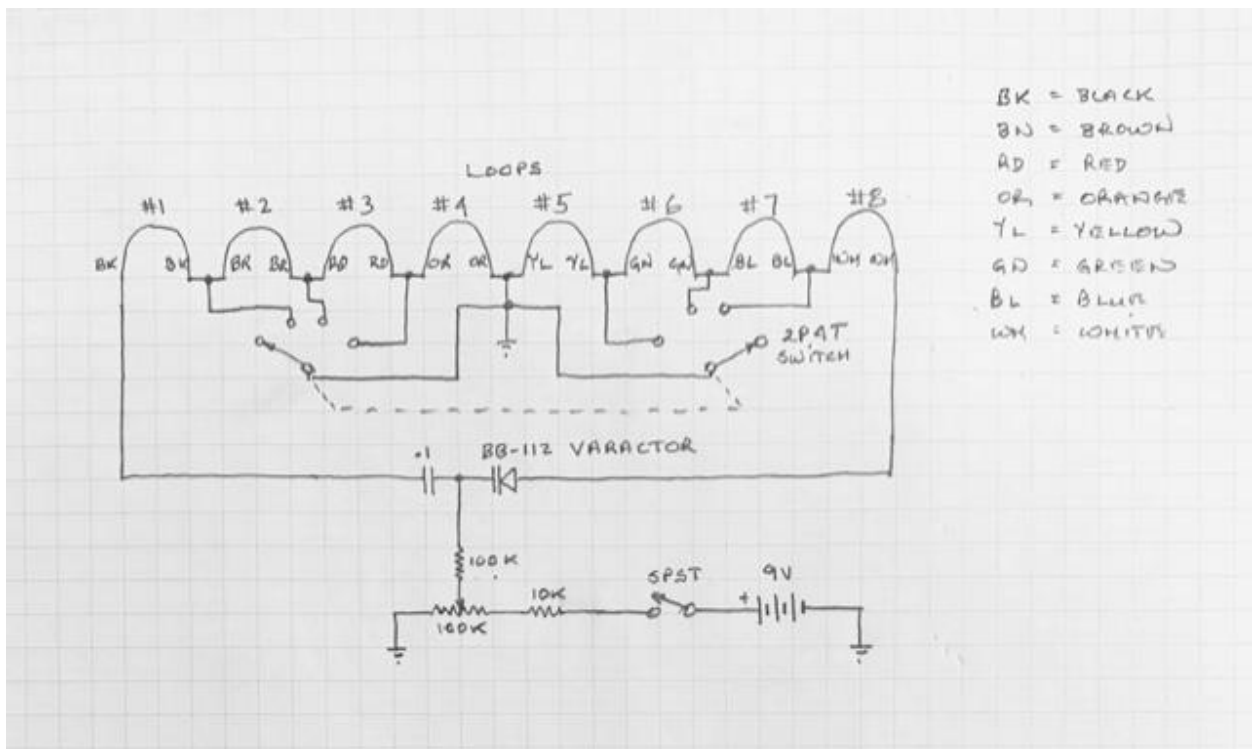 LOOPS
#1 #2 #3 #4 #5 #6 #7 #8
BK BK BR BR RD RD OR OR YL YL GN GN BL BL WH WH
2P4T
SWITCH
.1 BB-112 VARACTOR
100K
SPST 9V
10K +
100K
BK = BLACK
BN = BROWN
RD = RED
OR = ORANGE
YL = YELLOW
GN = GREEN
BL = BLUE
WH = WHITE